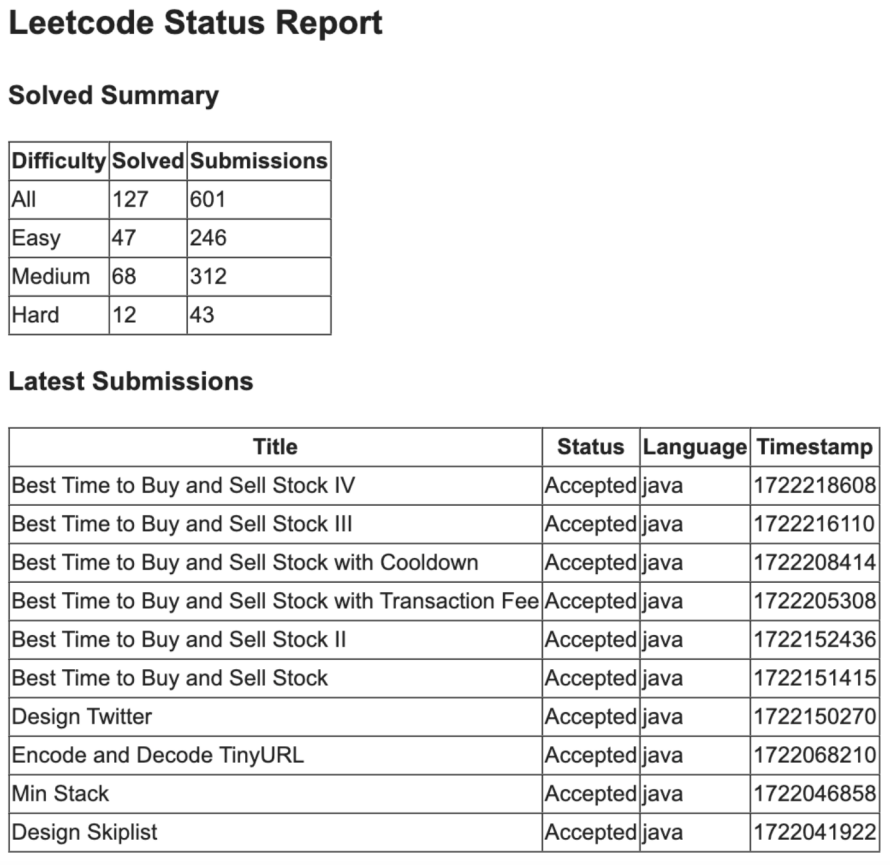 Leetcode Status Report
Solved Summary
Difficulty Solved Submissions
All 127 601
Easy 47 246
Medium 68 312
Hard 12 43
Latest Submissions
Title Status Language Timestamp
Best Time to Buy and Sell Stock IV Accepted java 1722218608
Best Time to Buy and Sell Stock III Accepted java 1722216110
Best Time to Buy and Sell Stock with Cooldown Accepted java 1722208414
Best Time to Buy and Sell Stock with Transaction Fee Accepted java 1722205308
Best Time to Buy and Sell Stock II Accepted java 1722152436
Best Time to Buy and Sell Stock Accepted java 1722151415
Design Twitter Accepted java 1722150270
Encode and Decode TinyURL Accepted java 1722068210
Min Stack Accepted java 1722046858
Design Skiplist Accepted java 1722041922